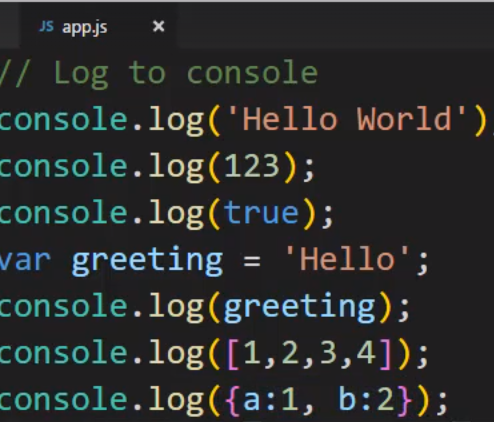 JS app.js ×
// Log to console
console.log('Hello World');
console.log(123);
console.log(true);
var greeting = 'Hello';
console.log(greeting);
console.log([1,2,3,4]);
console.log({a:1, b:2});